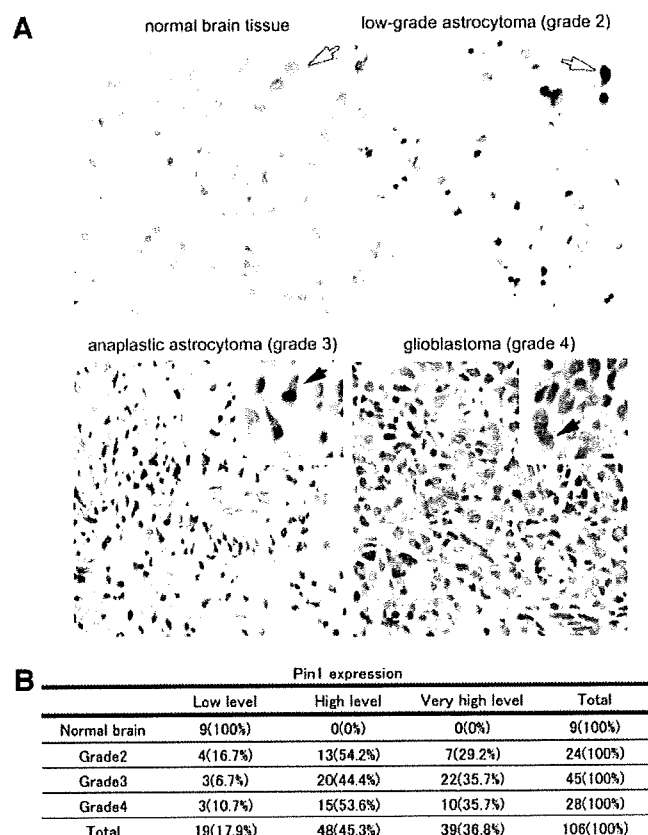 A
normal brain tissue low-grade astrocytoma (grade 2)
anaplastic astrocytoma (grade 3) glioblastoma (grade 4)
B
Pin1 expression
Low level High level Very high level Total
Normal brain 9(100%) 0(0%) 0(0%) 9(100%)
Grade2 4(16.7%) 13(54.2%) 7(29.2%) 24(100%)
Grade3 3(6.7%) 20(44.4%) 22(35.7%) 45(100%)
Grade4 3(10.7%) 15(53.6%) 10(35.7%) 28(100%)
Total 19(17.9%) 48(45.3%) 39(36.8%) 106(100%)